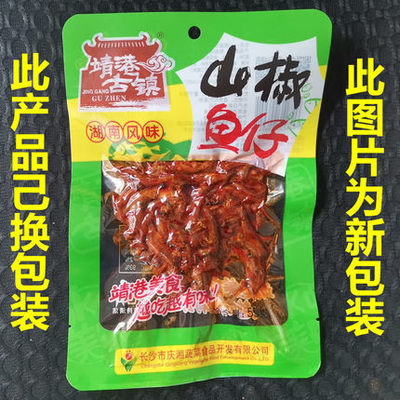 此产品己换包装
此图片为新包装
靖港
古镇
®
JING GANG
GU ZHEN
湖南风味
山椒
鱼仔
靖港美食
越吃越有味！
长沙市庆湘蔬菜食品开发有限公司